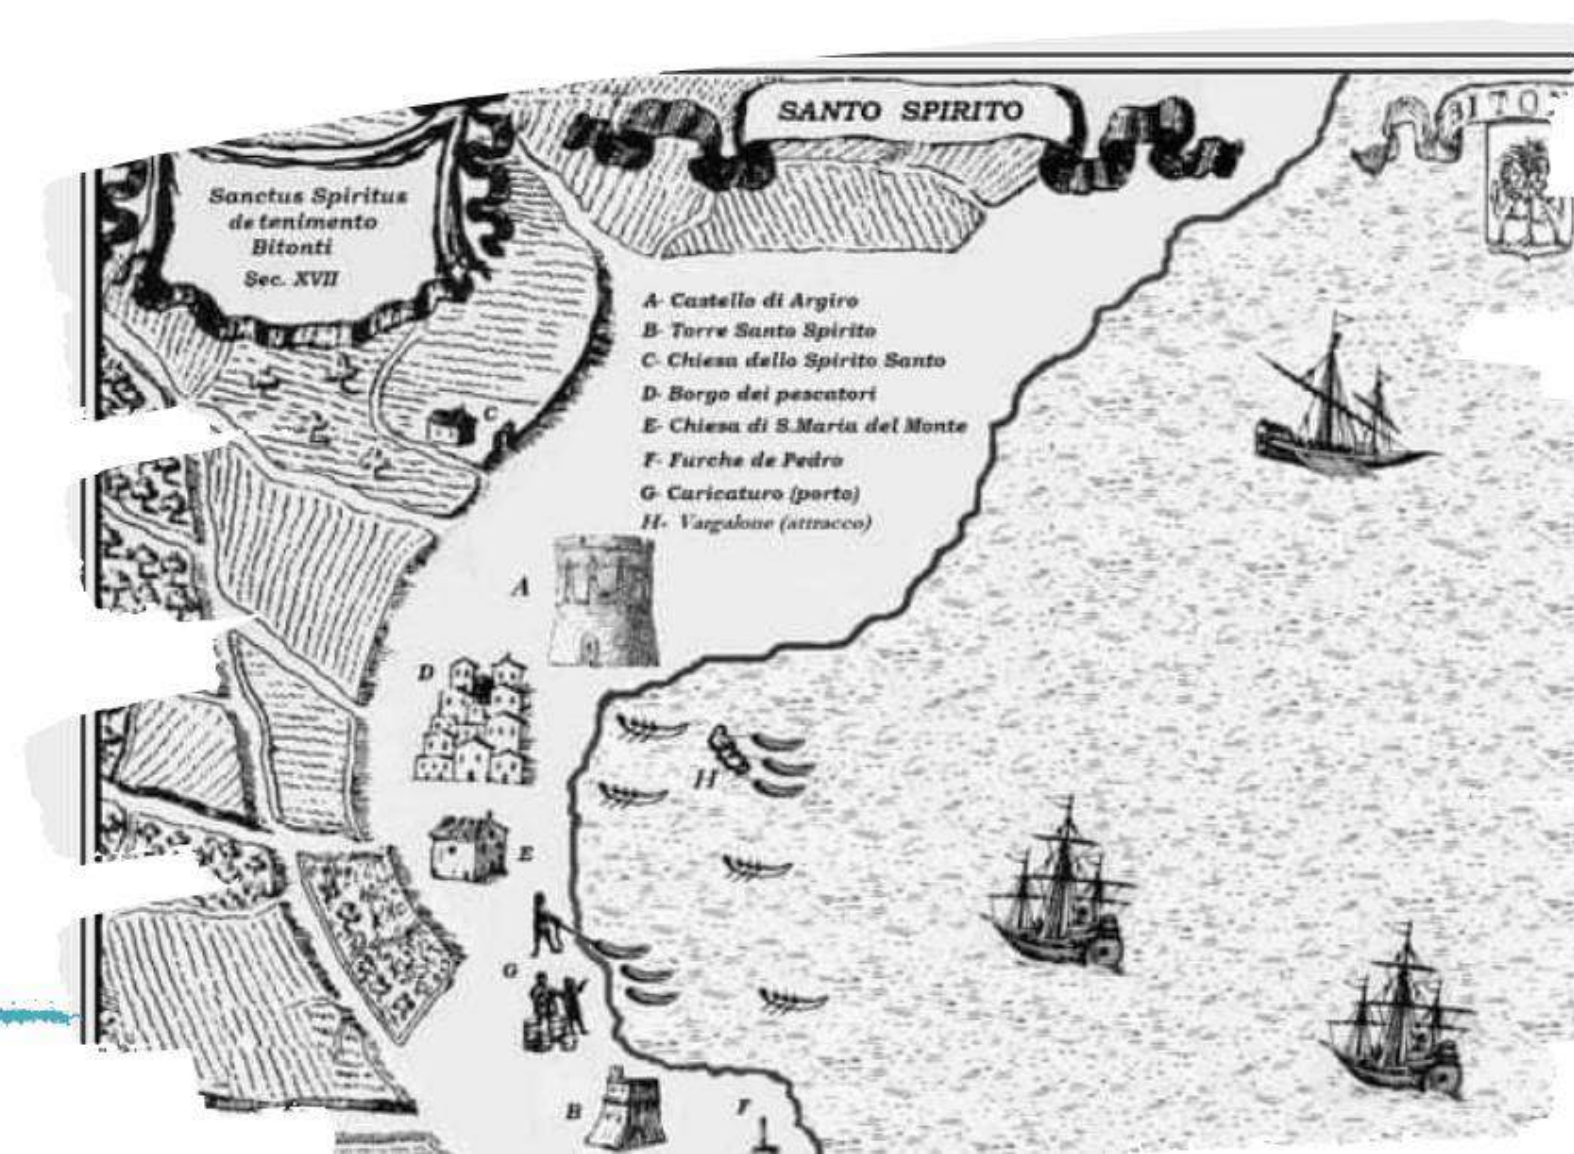 SANTO SPIRITO
ITO
Sanctus Spiritus
de tenimento
Bitonti
Sec. XVII
A- Castello di Argiro
B- Torre Santo Spirito
C- Chiesa dello Spirito Santo
D- Borgo dei pescatori
E- Chiesa di S.Maria del Monte
F- Furche de Pedro
G- Caricaturo (porto)
H- Vargalone (attracco)
C
A
D
H
E
G
B
F